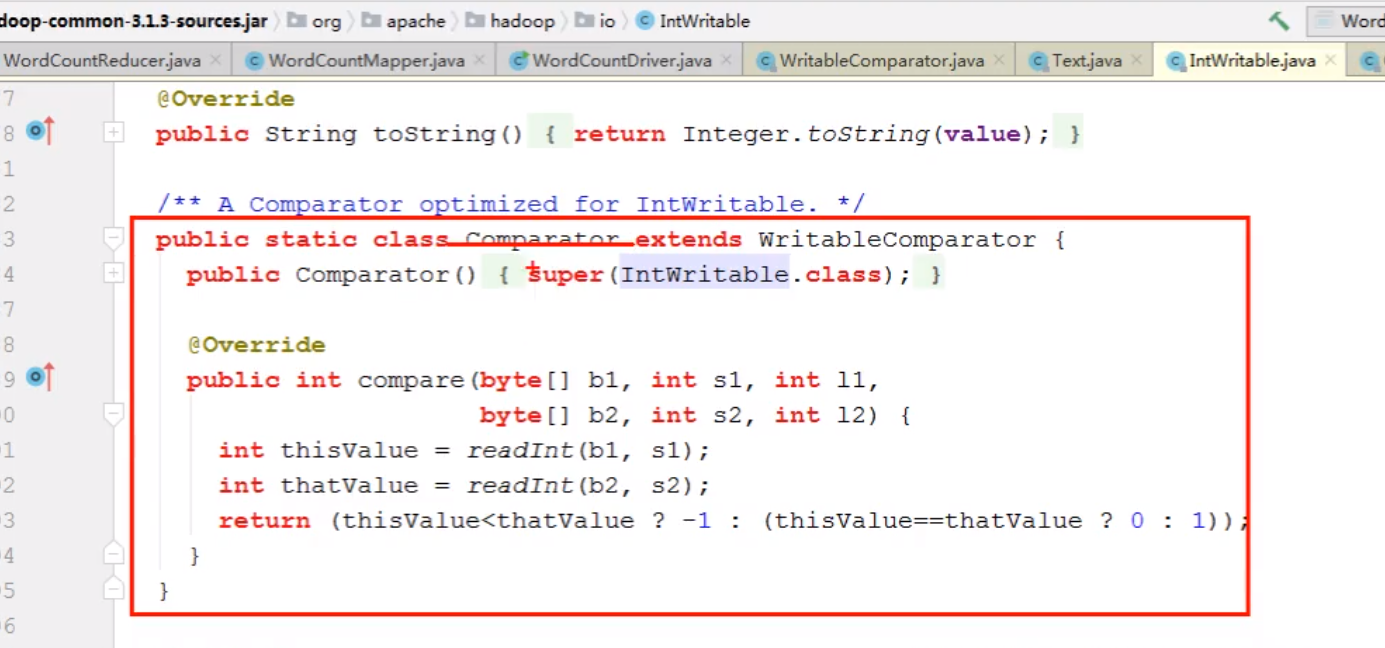 doop-common-3.1.3-sources.jar org apache hadoop io IntWritable Word
WordCountReducer.java WordCountMapper.java WordCountDriver.java WritableComparator.java Text.java IntWritable.java
7 @Override
8 public String toString() { return Integer.toString(value); }
1
2 /** A Comparator optimized for IntWritable. */
3 public static class Comparator extends WritableComparator {
4 public Comparator() { super(IntWritable.class); }
7
8 @Override
9 public int compare(byte[] b1, int s1, int l1,
0 byte[] b2, int s2, int l2) {
1 int thisValue = readInt(b1, s1);
2 int thatValue = readInt(b2, s2);
3 return (thisValue<thatValue ? -1 : (thisValue==thatValue ? 0 : 1));
4 }
5 }
6